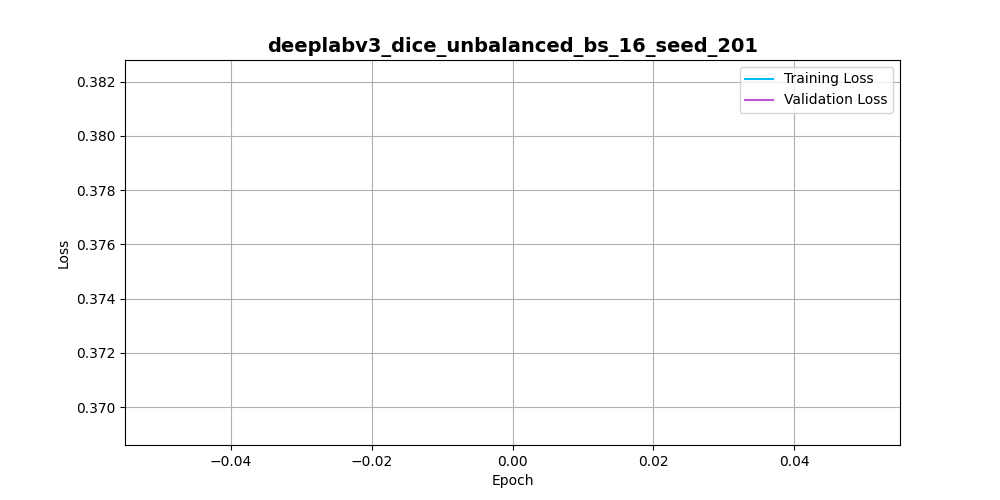 deeplabv3_dice_unbalanced_bs_16_seed_201
Training Loss
Validation Loss
0.382
0.380
0.378
0.376
0.374
0.372
0.370
Loss
−0.04
−0.02
0.00
0.02
0.04
Epoch